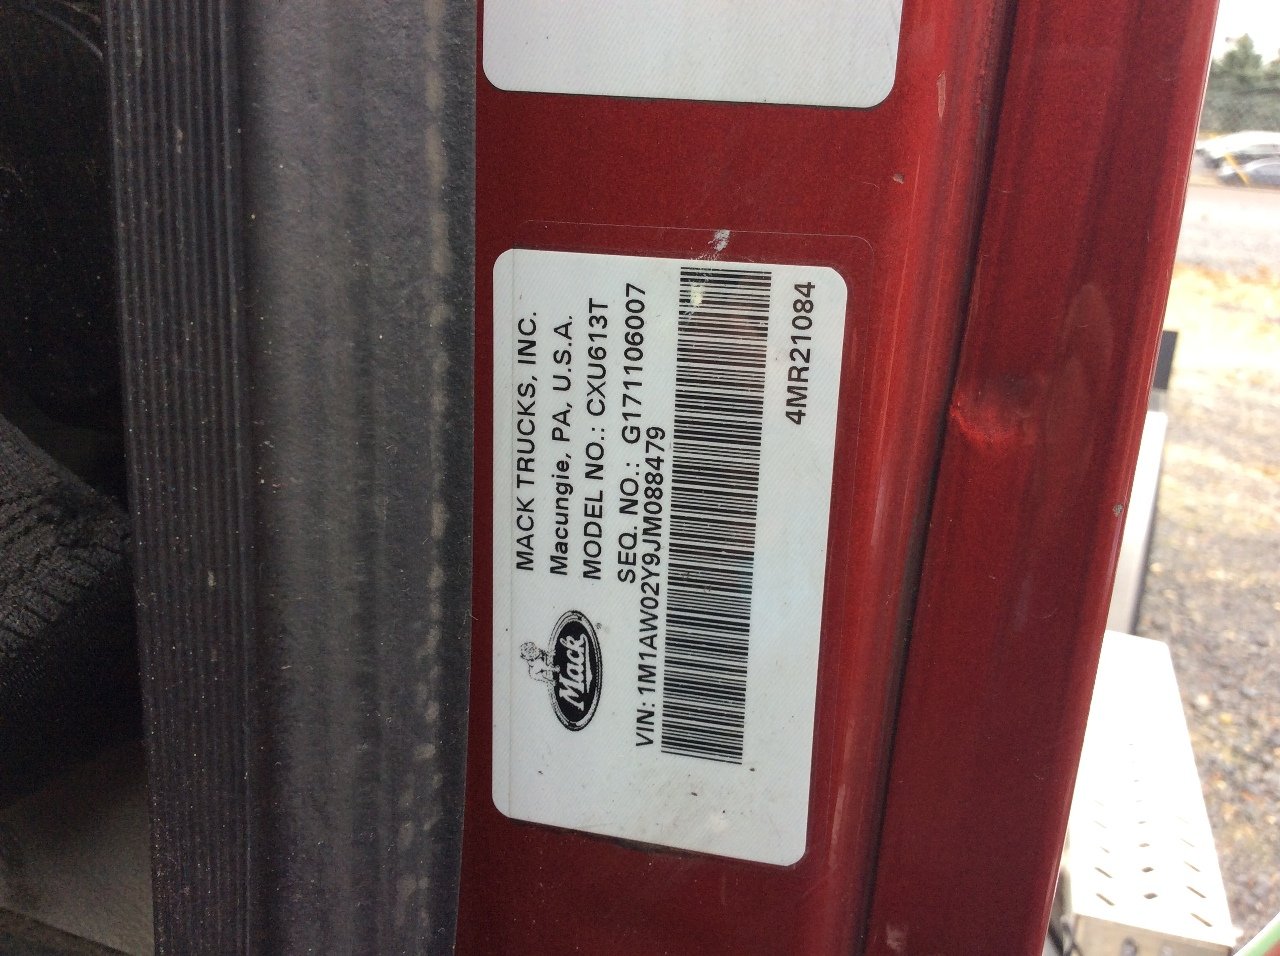 MACK TRUCKS, INC.
Macungie, PA, U.S.A.
MODEL NO.: CXU613T
SEQ. NO.: G171106007
VIN: 1M1AW02Y9JM088479
4MR21084
Mack